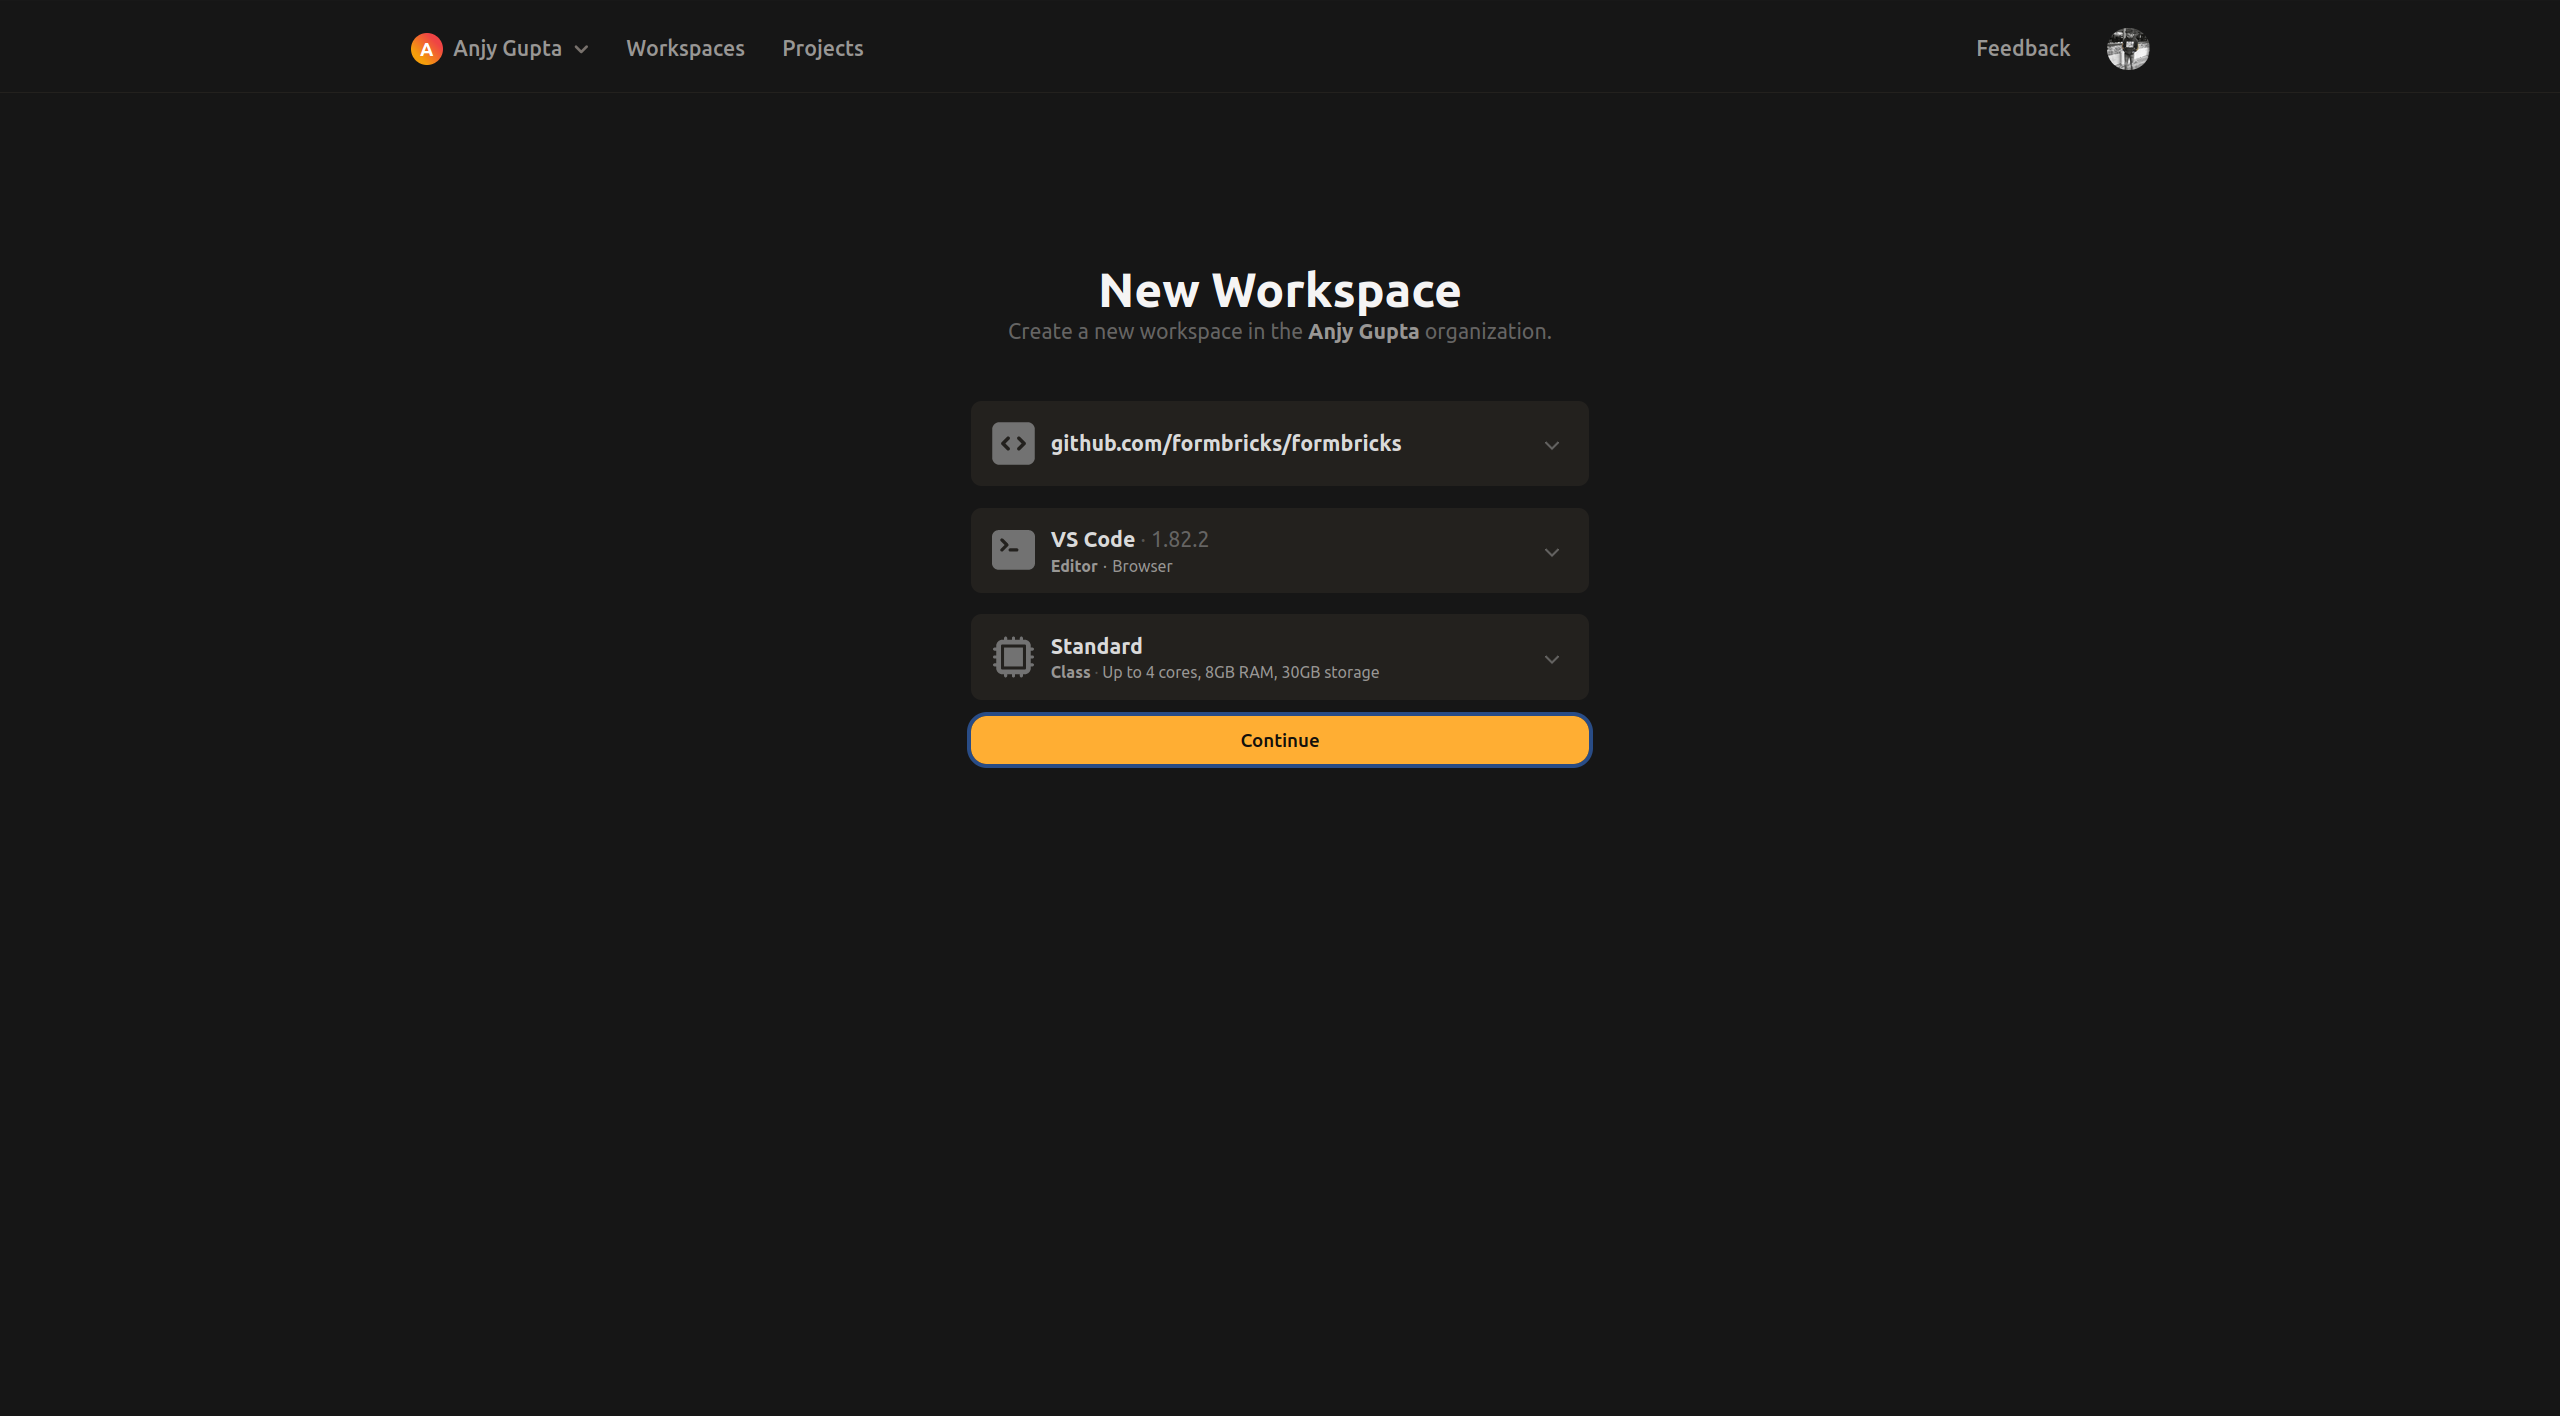 A Anjy Gupta Workspaces Projects Feedback
New Workspace
Create a new workspace in the Anjy Gupta organization.
github.com/formbricks/formbricks
VS Code · 1.82.2
Editor · Browser
Standard
Class · Up to 4 cores, 8GB RAM, 30GB storage
Continue